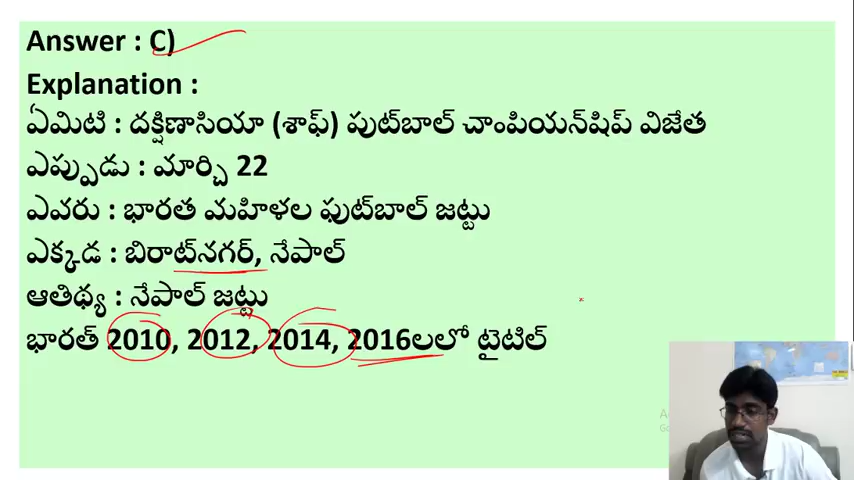 Answer : C)
Explanation :
ఏమిటి : దక్షిణాసియా (శాఫ్) పుట్‌బాల్ చాంపియన్‌షిప్ విజేత
ఎప్పుడు : మార్చి 22
ఎవరు : భారత మహిళల ఫుట్‌బాల్ జట్టు
ఎక్కడ : బిరాట్‌నగర్, నేపాల్
ఆతిథ్య : నేపాల్ జట్టు
భారత్ 2010, 2012, 2014, 2016లలో టైటిల్